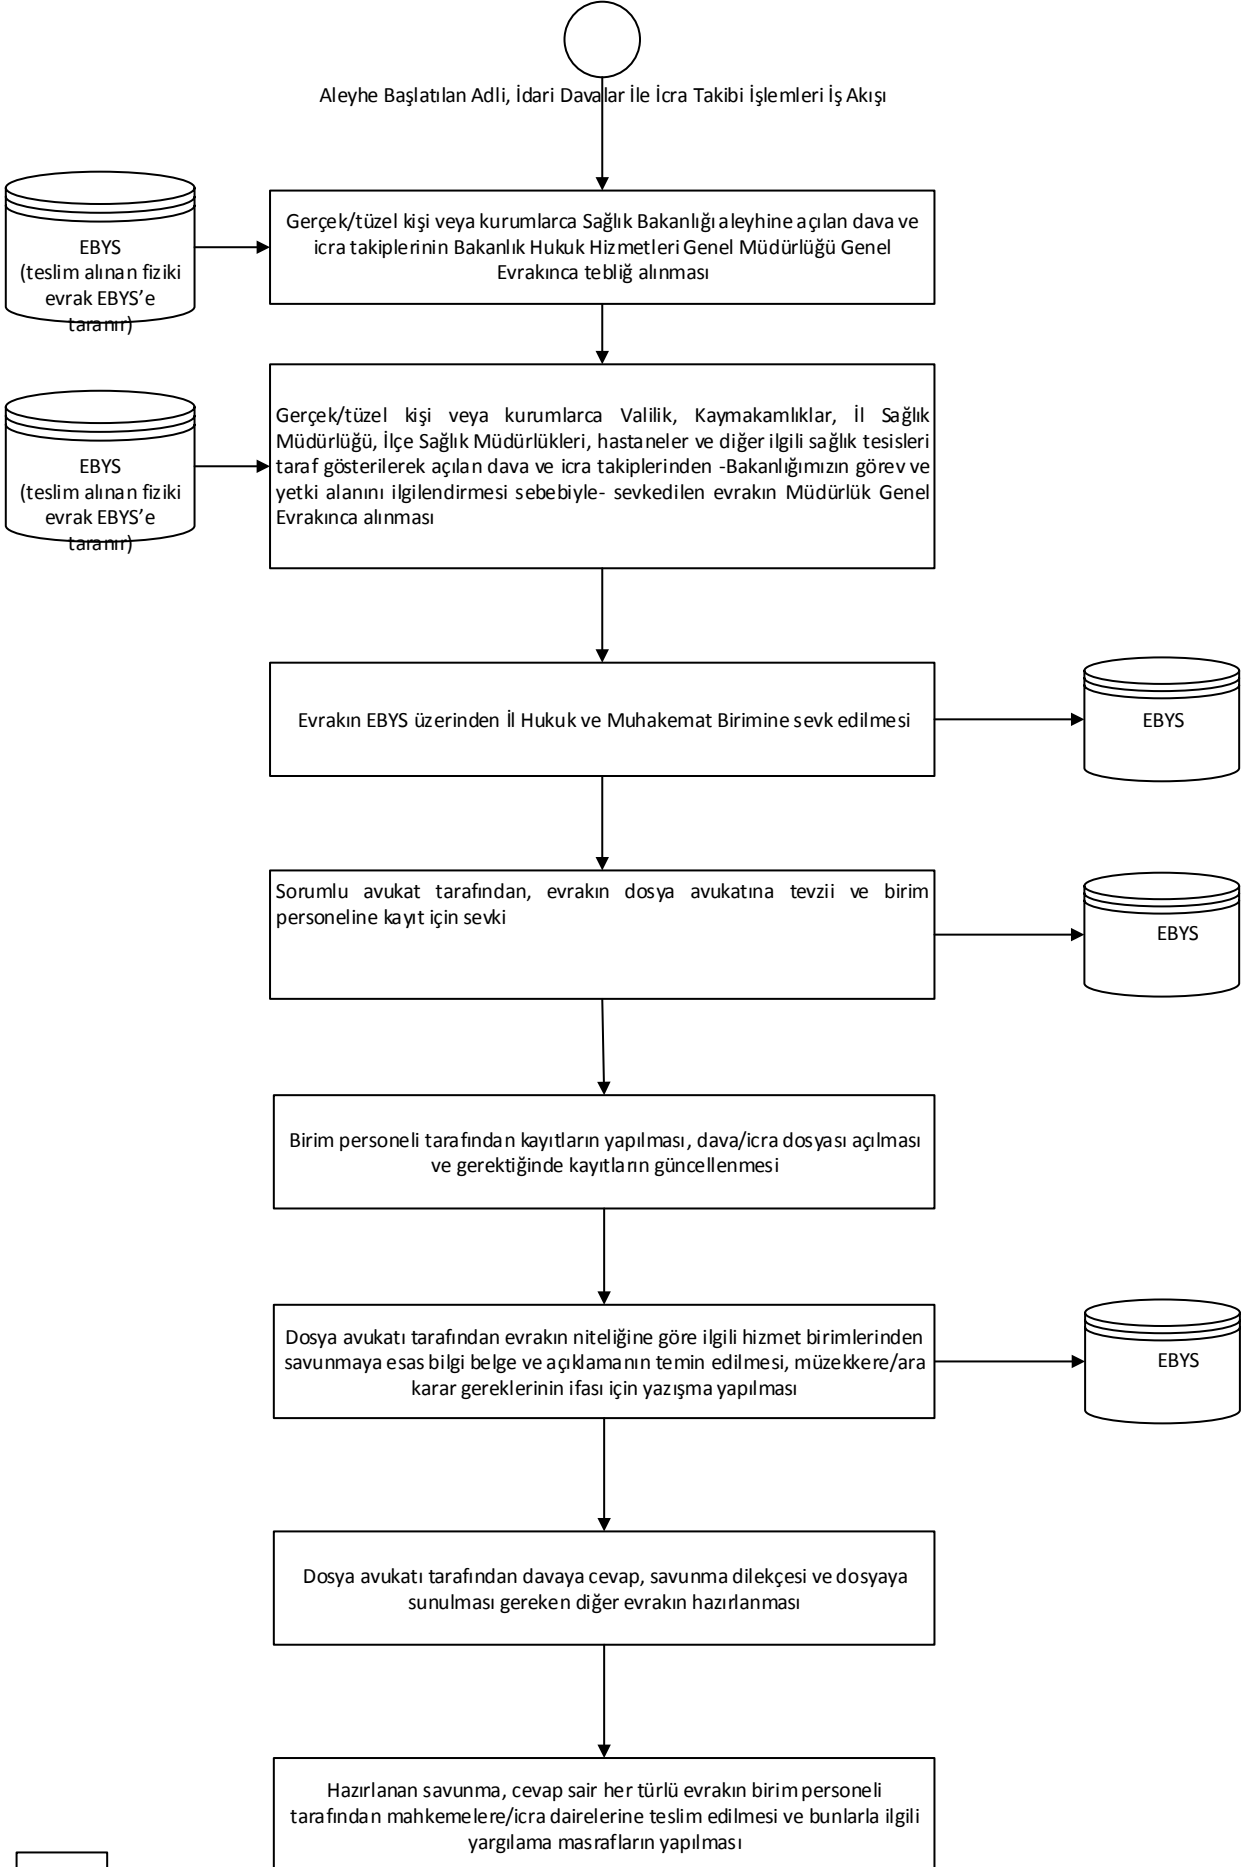 Aleyhe Başlatılan Adli, İdari Davalar İle İcra Takibi İşlemleri İş Akışı
EBYS
(teslim alınan fiziki
evrak EBYS’e
taranır)
Gerçek/tüzel kişi veya kurumlarca Sağlık Bakanlığı aleyhine açılan dava ve
icra takiplerinin Bakanlık Hukuk Hizmetleri Genel Müdürlüğü Genel
Evrakınca tebliğ alınması
EBYS
(teslim alınan fiziki
evrak EBYS’e
taranır)
Gerçek/tüzel kişi veya kurumlarca Valilik, Kaymakamlıklar, İl Sağlık
Müdürlüğü, İlçe Sağlık Müdürlükleri, hastaneler ve diğer ilgili sağlık tesisleri
taraf gösterilerek açılan dava ve icra takiplerinden -Bakanlığımızın görev ve
yetki alanını ilgilendirmesi sebebiyle- sevkedilen evrakın Müdürlük Genel
Evrakınca alınması
Evrakın EBYS üzerinden İl Hukuk ve Muhakemat Birimine sevk edilmesi
EBYS
Sorumlu avukat tarafından, evrakın dosya avukatına tevzii ve birim
personeline kayıt için sevki
EBYS
Birim personeli tarafından kayıtların yapılması, dava/icra dosyası açılması
ve gerektiğinde kayıtların güncellenmesi
Dosya avukatı tarafından evrakın niteliğine göre ilgili hizmet birimlerinden
savunmaya esas bilgi belge ve açıklamanın temin edilmesi, müzekkere/ara
karar gereklerinin ifası için yazışma yapılması
EBYS
Dosya avukatı tarafından davaya cevap, savunma dilekçesi ve dosyaya
sunulması gereken diğer evrakın hazırlanması
Hazırlanan savunma, cevap sair her türlü evrakın birim personeli
tarafından mahkemelere/icra dairelerine teslim edilmesi ve bunlarla ilgili
yargılama masrafların yapılması